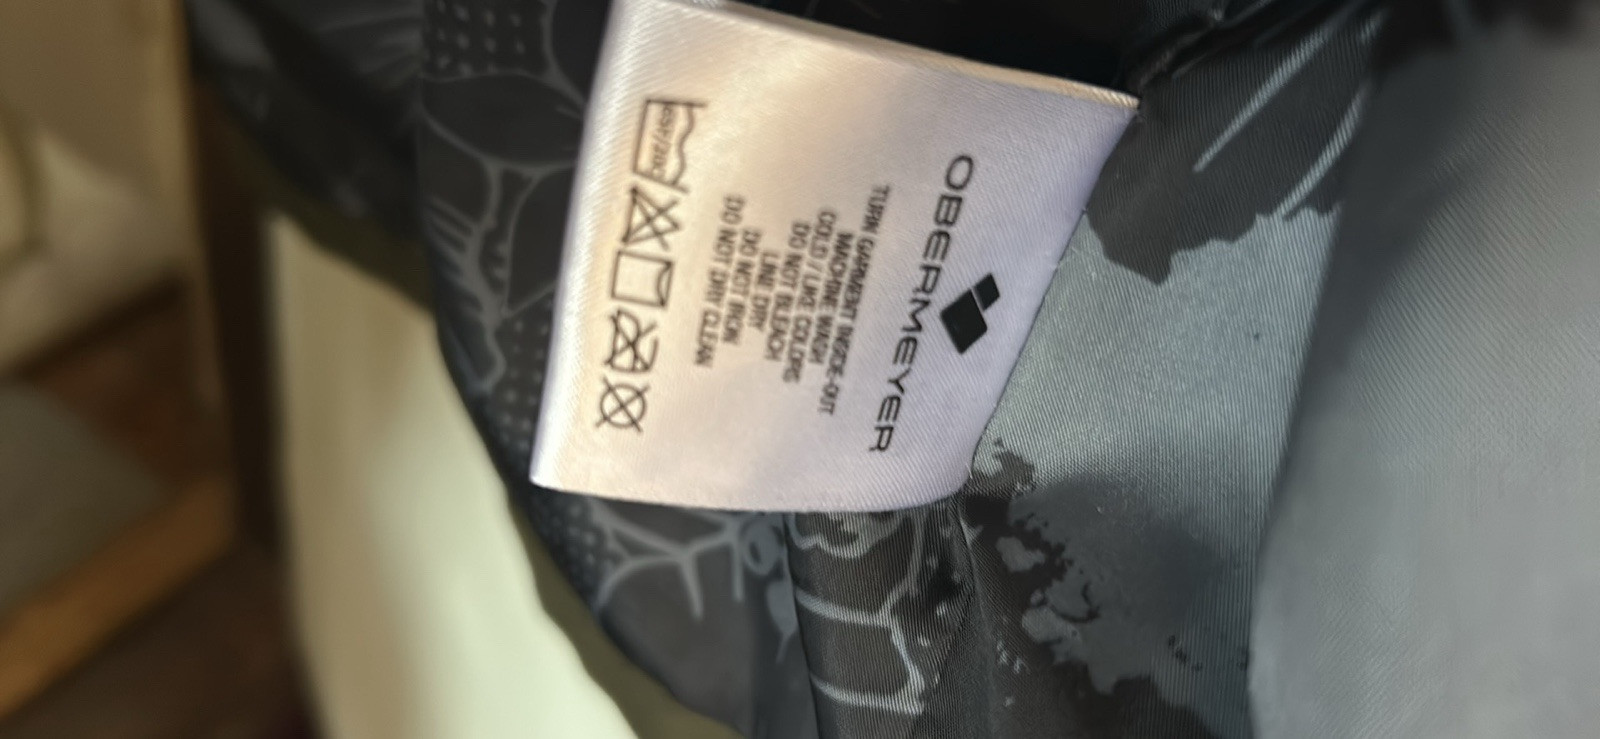 OBERMEYER
TURN GARMENT INSIDE-OUT
MACHINE WASH
COLD / LIKE COLORS
DO NOT BLEACH
LINE DRY
DO NOT IRON
DO NOT DRY CLEAN